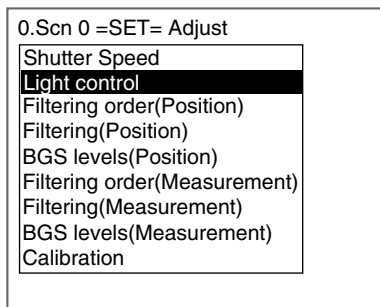 0.Scn 0 =SET= Adjust
Shutter Speed
Light control
Filtering order(Position)
Filtering(Position)
BGS levels(Position)
Filtering order(Measurement)
Filtering(Measurement)
BGS levels(Measurement)
Calibration